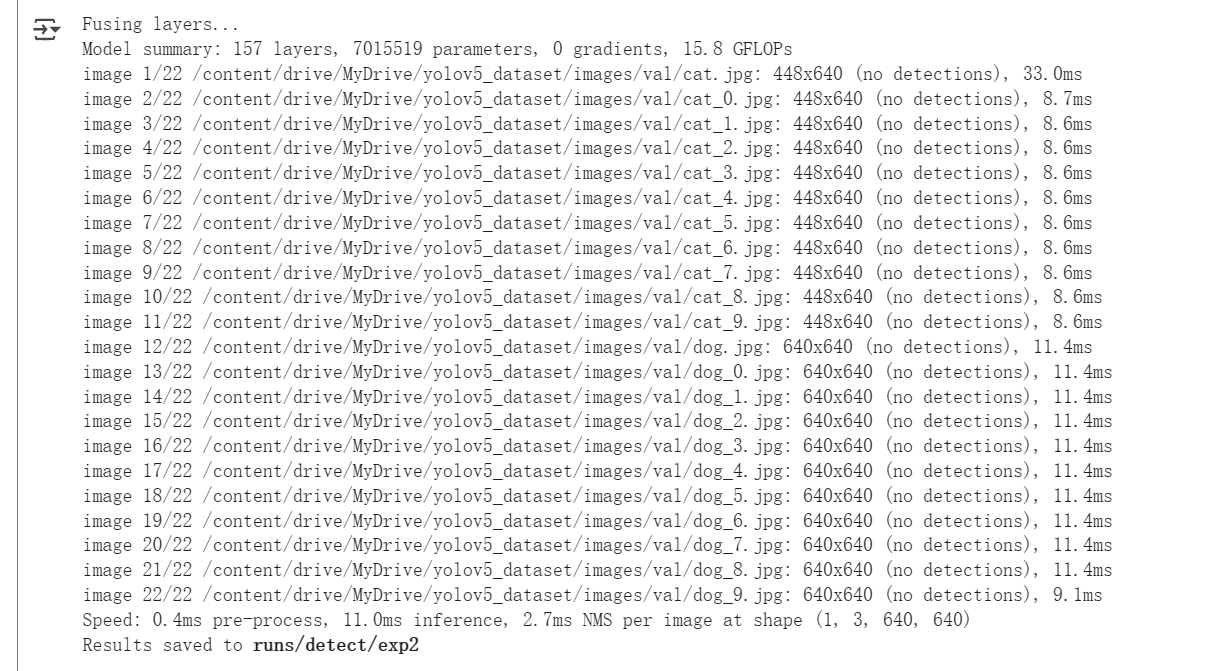 Fusing layers...
Model summary: 157 layers, 7015519 parameters, 0 gradients, 15.8 GFLOPs
image 1/22 /content/drive/MyDrive/yolov5_dataset/images/val/cat.jpg: 448x640 (no detections), 33.0ms
image 2/22 /content/drive/MyDrive/yolov5_dataset/images/val/cat_0.jpg: 448x640 (no detections), 8.7ms
image 3/22 /content/drive/MyDrive/yolov5_dataset/images/val/cat_1.jpg: 448x640 (no detections), 8.6ms
image 4/22 /content/drive/MyDrive/yolov5_dataset/images/val/cat_2.jpg: 448x640 (no detections), 8.6ms
image 5/22 /content/drive/MyDrive/yolov5_dataset/images/val/cat_3.jpg: 448x640 (no detections), 8.6ms
image 6/22 /content/drive/MyDrive/yolov5_dataset/images/val/cat_4.jpg: 448x640 (no detections), 8.6ms
image 7/22 /content/drive/MyDrive/yolov5_dataset/images/val/cat_5.jpg: 448x640 (no detections), 8.6ms
image 8/22 /content/drive/MyDrive/yolov5_dataset/images/val/cat_6.jpg: 448x640 (no detections), 8.6ms
image 9/22 /content/drive/MyDrive/yolov5_dataset/images/val/cat_7.jpg: 448x640 (no detections), 8.6ms
image 10/22 /content/drive/MyDrive/yolov5_dataset/images/val/cat_8.jpg: 448x640 (no detections), 8.6ms
image 11/22 /content/drive/MyDrive/yolov5_dataset/images/val/cat_9.jpg: 448x640 (no detections), 8.6ms
image 12/22 /content/drive/MyDrive/yolov5_dataset/images/val/dog.jpg: 640x640 (no detections), 11.4ms
image 13/22 /content/drive/MyDrive/yolov5_dataset/images/val/dog_0.jpg: 640x640 (no detections), 11.4ms
image 14/22 /content/drive/MyDrive/yolov5_dataset/images/val/dog_1.jpg: 640x640 (no detections), 11.4ms
image 15/22 /content/drive/MyDrive/yolov5_dataset/images/val/dog_2.jpg: 640x640 (no detections), 11.4ms
image 16/22 /content/drive/MyDrive/yolov5_dataset/images/val/dog_3.jpg: 640x640 (no detections), 11.4ms
image 17/22 /content/drive/MyDrive/yolov5_dataset/images/val/dog_4.jpg: 640x640 (no detections), 11.4ms
image 18/22 /content/drive/MyDrive/yolov5_dataset/images/val/dog_5.jpg: 640x640 (no detections), 11.4ms
image 19/22 /content/drive/MyDrive/yolov5_dataset/images/val/dog_6.jpg: 640x640 (no detections), 11.4ms
image 20/22 /content/drive/MyDrive/yolov5_dataset/images/val/dog_7.jpg: 640x640 (no detections), 11.4ms
image 21/22 /content/drive/MyDrive/yolov5_dataset/images/val/dog_8.jpg: 640x640 (no detections), 11.4ms
image 22/22 /content/drive/MyDrive/yolov5_dataset/images/val/dog_9.jpg: 640x640 (no detections), 9.1ms
Speed: 0.4ms pre-process, 11.0ms inference, 2.7ms NMS per image at shape (1, 3, 640, 640)
Results saved to runs/detect/exp2